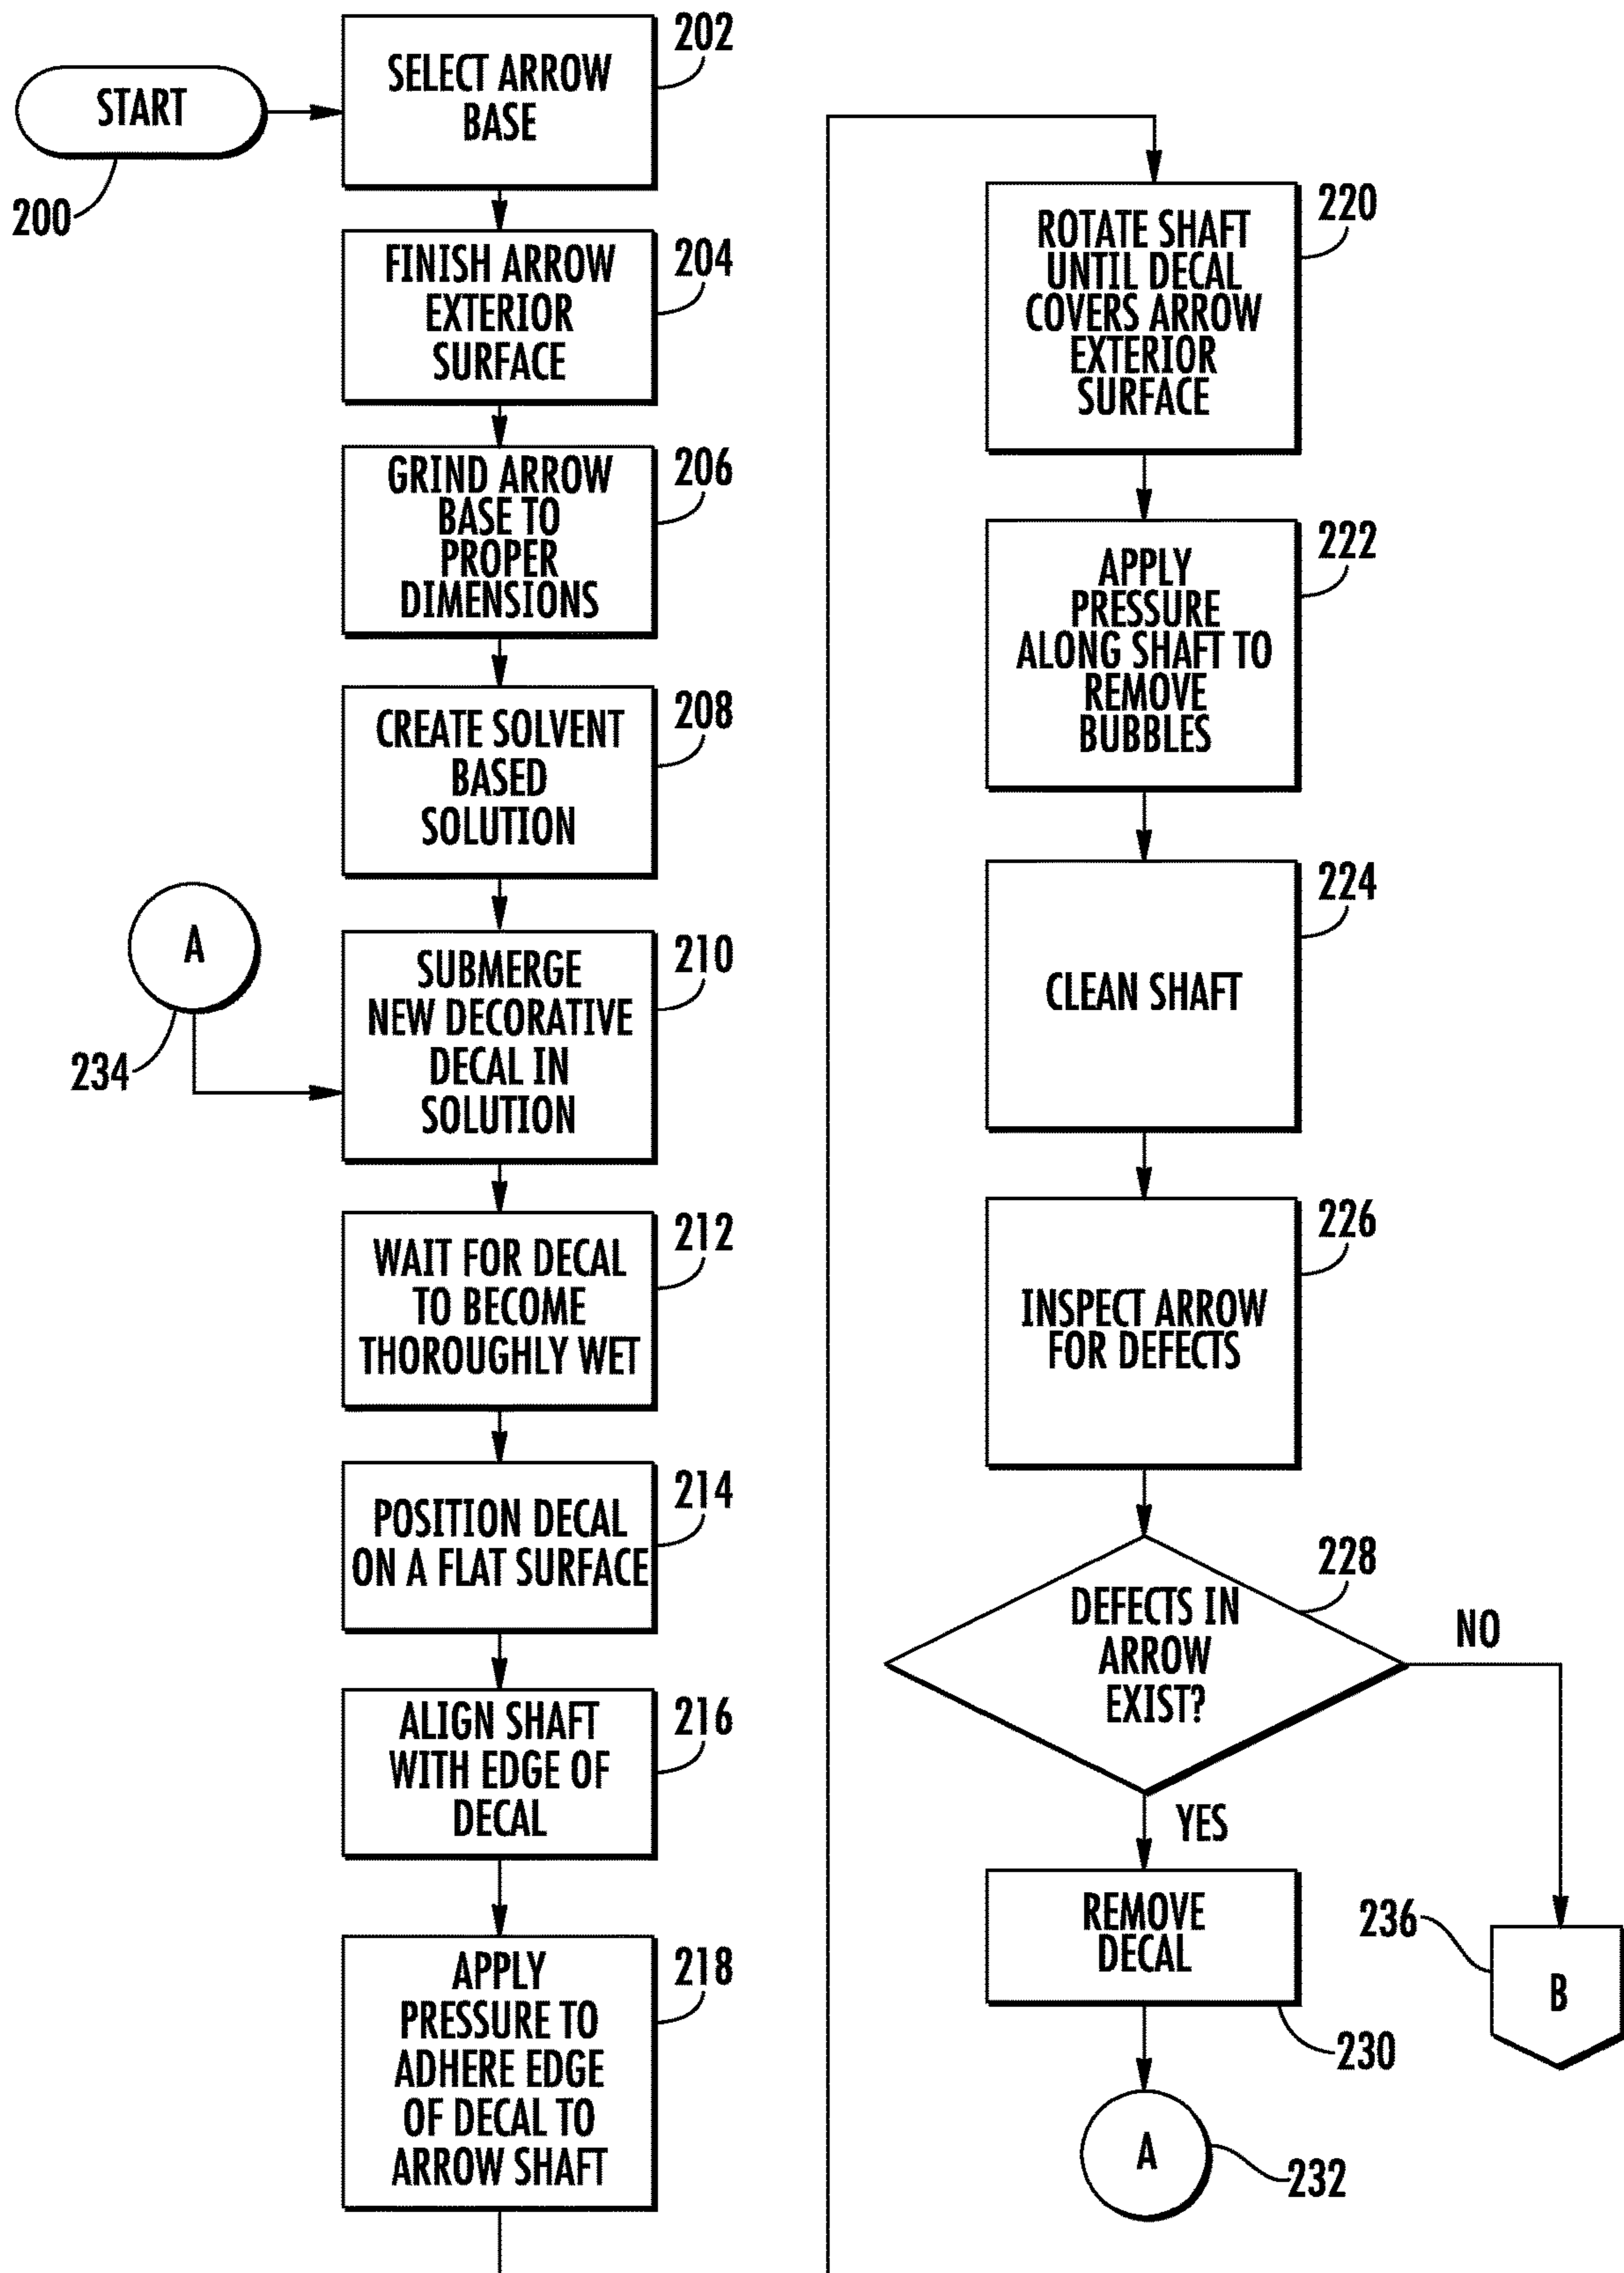 START
200
SELECT ARROW
BASE
202
FINISH ARROW
EXTERIOR
SURFACE
204
GRIND ARROW
BASE TO
PROPER
DIMENSIONS
206
CREATE SOLVENT
BASED
SOLUTION
208
A
234
SUBMERGE
NEW DECORATIVE
DECAL IN
SOLUTION
210
WAIT FOR DECAL
TO BECOME
THOROUGHLY WET
212
POSITION DECAL
ON A FLAT SURFACE
214
ALIGN SHAFT
WITH EDGE OF
DECAL
216
APPLY
PRESSURE TO
ADHERE EDGE
OF DECAL TO
ARROW SHAFT
218
ROTATE SHAFT
UNTIL DECAL
COVERS ARROW
EXTERIOR
SURFACE
220
APPLY
PRESSURE
ALONG SHAFT TO
REMOVE
BUBBLES
222
CLEAN SHAFT
224
INSPECT ARROW
FOR DEFECTS
226
DEFECTS IN
ARROW
EXIST?
228
NO
YES
REMOVE
DECAL
230
236
B
A
232